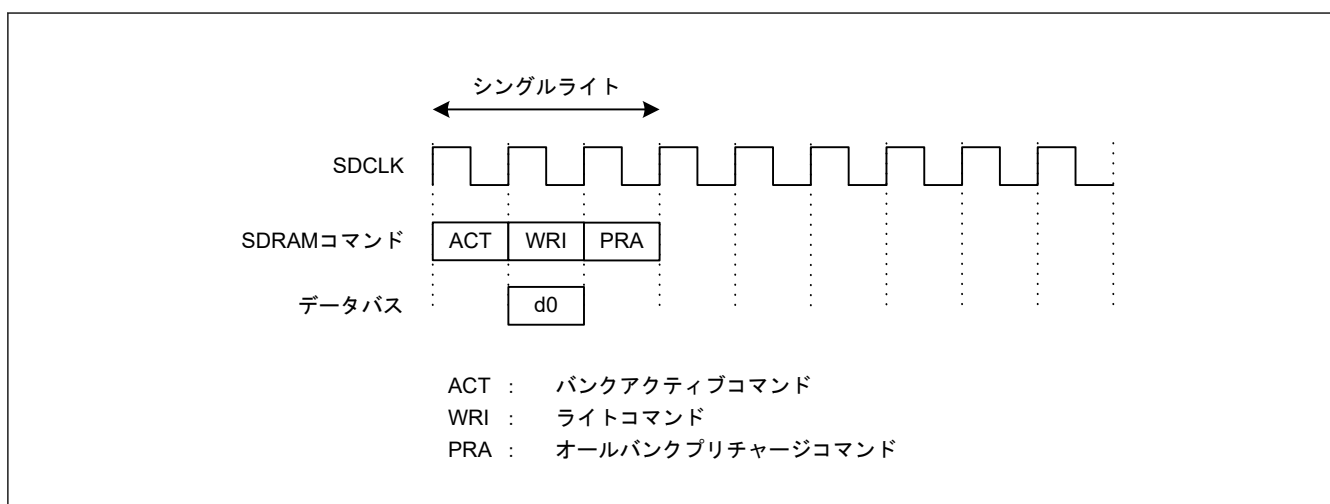 シングルライト
SDCLK
SDRAMコマンド ACT WRI PRA
データバス d0
ACT : バンクアクティブコマンド
WRI : ライトコマンド
PRA : オールバンクプリチャージコマンド